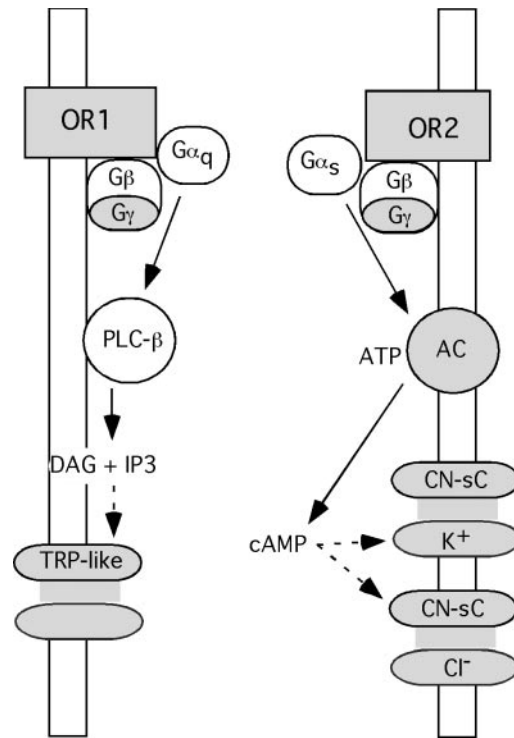 OR1
Gαq
Gβ
Gγ
PLC-β
DAG + IP3
TRP-like
OR2
Gαs
Gβ
Gγ
ATP
AC
CN-sC
cAMP
K+
CN-sC
Cl-